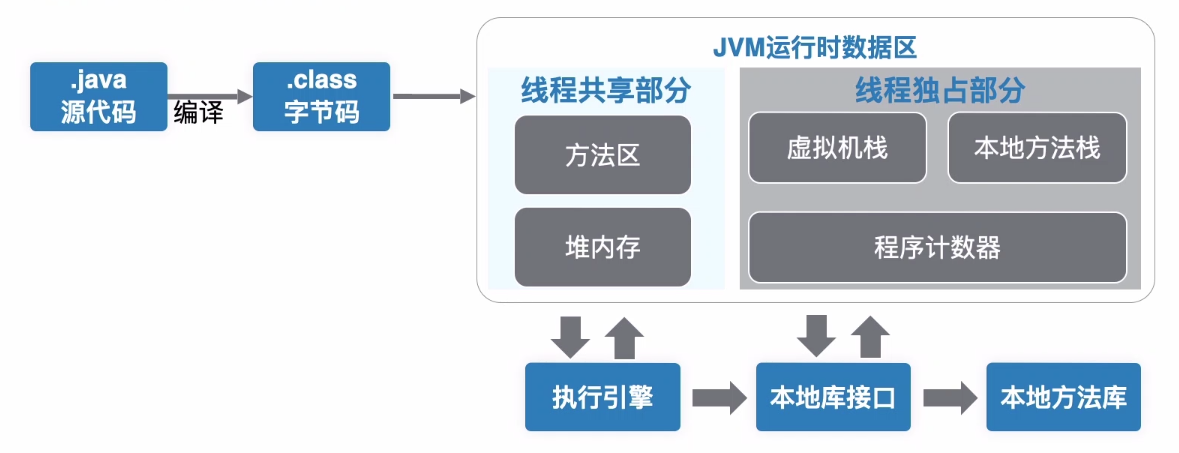 .java
源代码
编译
.class
字节码
JVM运行时数据区
线程共享部分
方法区
堆内存
线程独占部分
虚拟机栈
本地方法栈
程序计数器
执行引擎
本地库接口
本地方法库